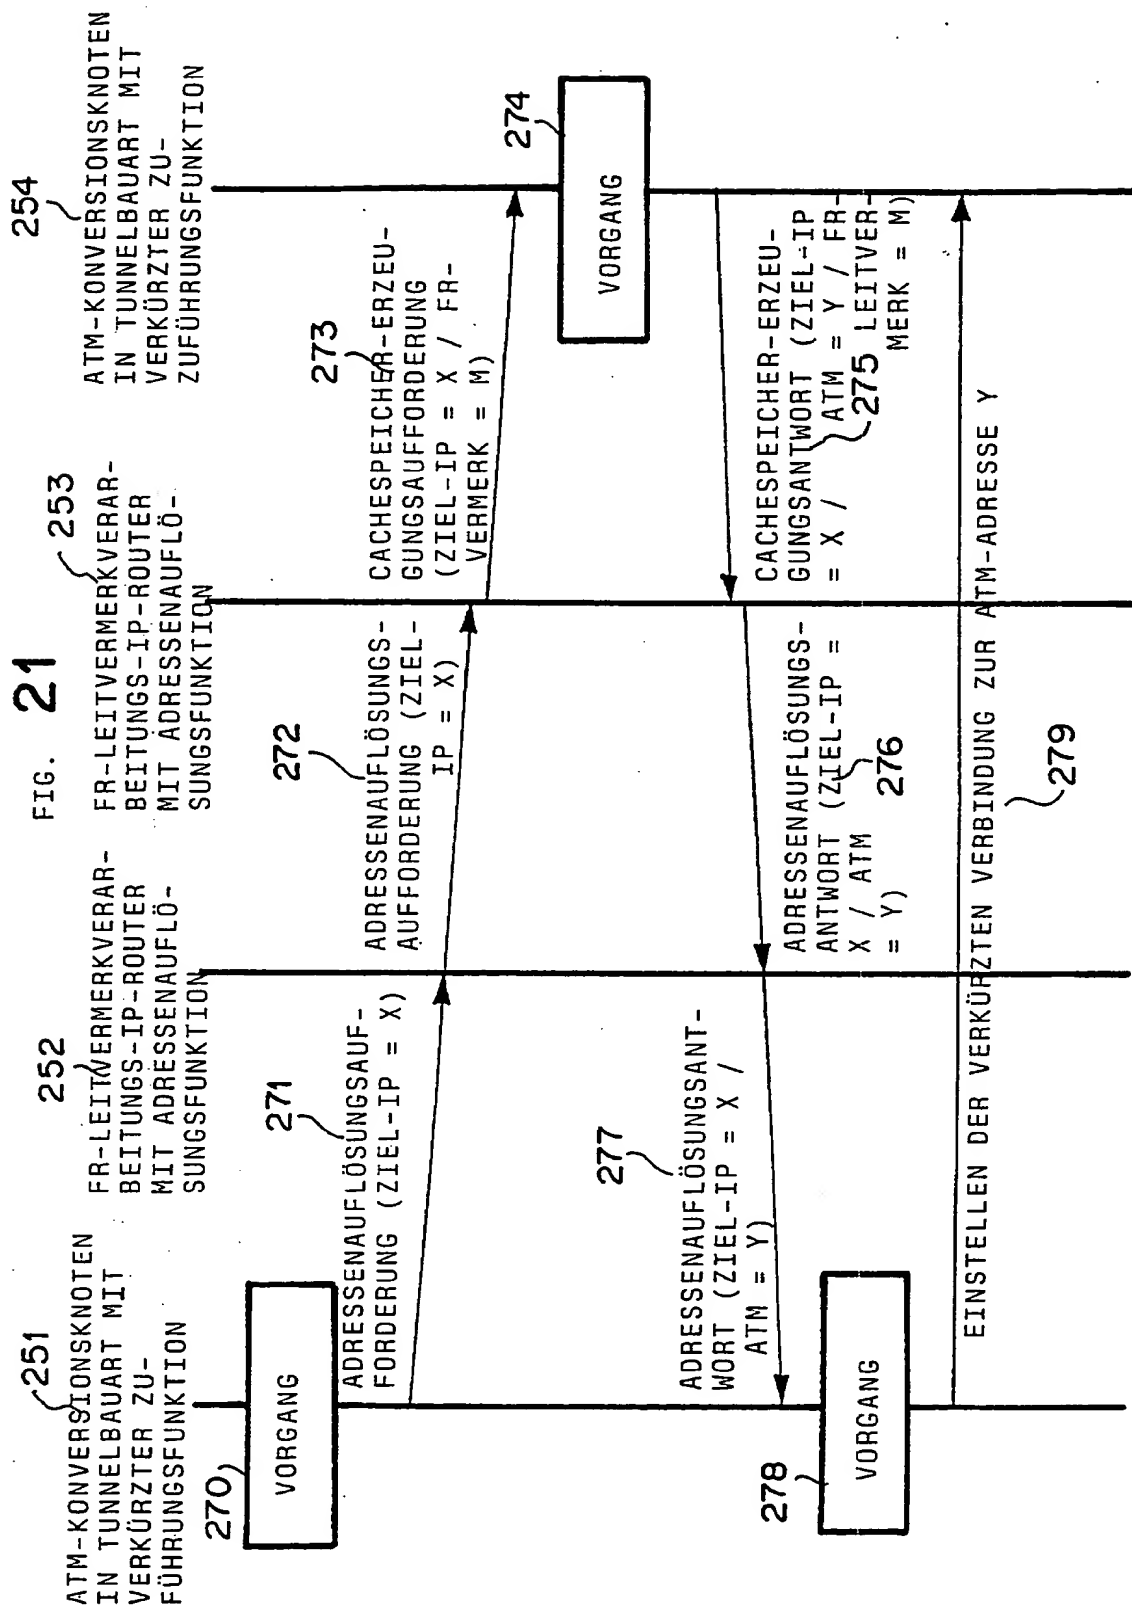 FIG. 21
251
ATM-KONVERSIONSKNOTEN
IN TUNNELBAUART MIT
VERKÜRZTER ZU-
FÜHRUNGSFUNKTION
252
FR-LEITVERMERKVERAR-
BEITUNGS-IP-ROUTER
MIT ADRESSENAUFLÖ-
SUNGSFUNKTION
253
FR-LEITVERMERKVERAR-
BEITUNGS-IP-ROUTER
MIT ADRESSENAUFLÖ-
SUNGSFUNKTION
254
ATM-KONVERSIONSKNOTEN
IN TUNNELBAUART MIT
VERKÜRZTER ZU-
ZUFÜHRUNGSFUNKTION
270
VORGANG
271
ADRESSENAUFLÖSUNGSAUF-
FORDERUNG (ZIEL-IP = X)
272
ADRESSENAUFLÖSUNGS-
AUFFORDERUNG (ZIEL-
IP = X)
273
CACHESPEICHER-ERZEU-
GUNGSAUFFORDERUNG
(ZIEL-IP = X / FR-
VERMERK = M)
274
VORGANG
CACHESPEICHER-ERZEU-
GUNGSANTWORT (ZIEL-IP
= X / ATM = Y / FR-
275 LEITVER-
MERK = M)
ADRESSENAUFLÖSUNGS-
ANTWORT (ZIEL-IP =
X / ATM
= Y)
276
277
ADRESSENAUFLÖSUNGSANT-
WORT (ZIEL-IP = X /
ATM = Y)
278
VORGANG
EINSTELLEN DER VERKÜRZTEN VERBINDUNG ZUR ATM-ADRESSE Y
279